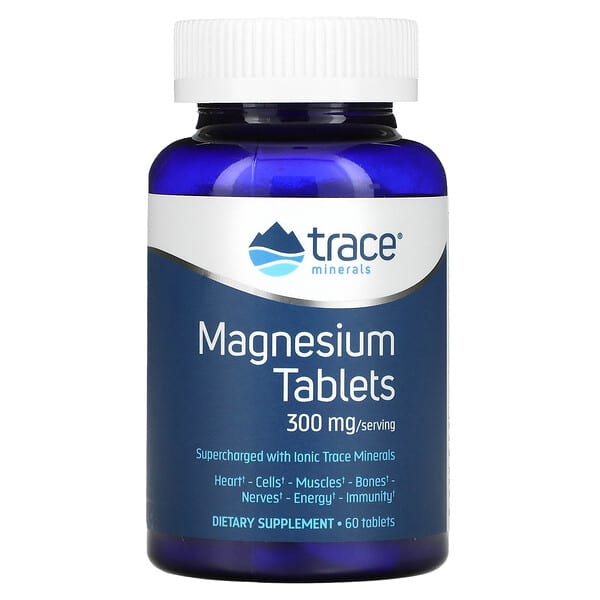 trace®
minerals
Magnesium
Tablets
300 mg/serving
Supercharged with Ionic Trace Minerals
Heart† - Cells† - Muscles† - Bones† -
Nerves† - Energy† - Immunity†
DIETARY SUPPLEMENT • 60 tablets